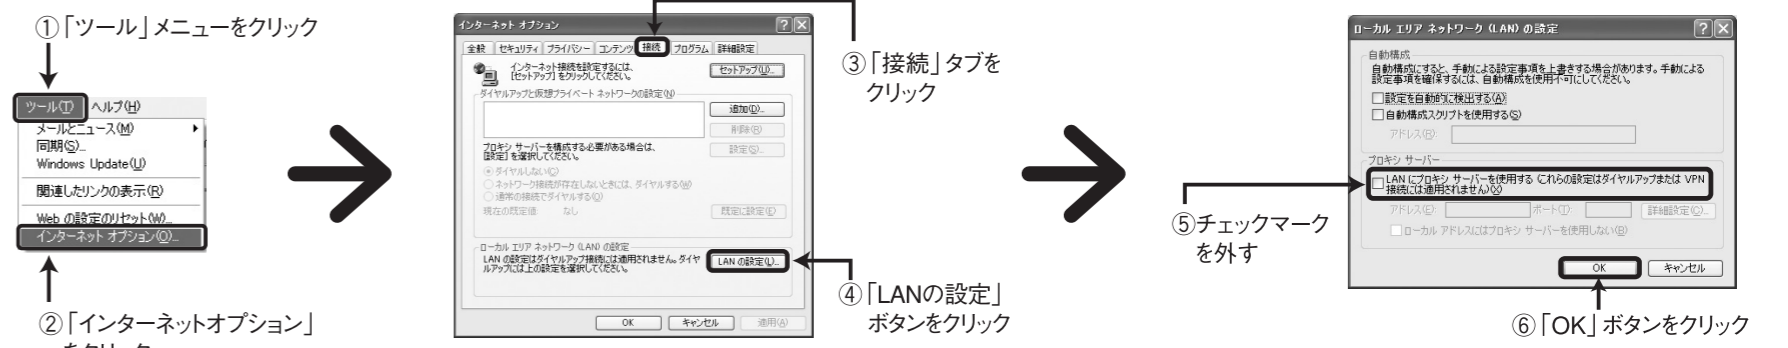 ①「ツール」メニューをクリック
ツール(T) ヘルプ(H)
メールとニュース(M)
同期(S)...
Windows Update(U)
関連したリンクの表示(R)
Web の設定のリセット(W)...
インターネット オプション(O)...
②「インターネットオプション」
をクリック
インターネット オプション
全般 セキュリティ プライバシー コンテンツ 接続 プログラム 詳細設定
インターネット接続を設定するには、
[セットアップ] をクリックしてください。
セットアップ(U)...
ダイヤルアップと仮想プライベート ネットワークの設定(N)
追加(D)...
削除(R)
プロキシ サーバーを構成する必要がある場合は、
[設定] を選択してください。
設定(S)...
ダイヤルしない(C)
ネットワーク接続が存在しないときには、ダイヤルする(W)
通常の接続でダイヤルする(O)
現在の既定値: なし
既定に設定(E)
ローカル エリア ネットワーク (LAN) の設定
LAN の設定はダイヤルアップ接続には適用されません。ダイヤ
ルアップには上の設定を選択してください。
LAN の設定(L)...
OK キャンセル 適用(A)
③「接続」タブを
クリック
④「LANの設定」
ボタンをクリック
ローカル エリア ネットワーク (LAN) の設定
自動構成
自動構成にすると、手動による設定事項を上書きする場合があります。手動による
設定事項を確保するには、自動構成を使用不可にしてください。
設定を自動的に検出する(A)
自動構成スクリプトを使用する(S)
アドレス(R):
プロキシ サーバー
LAN にプロキシ サーバーを使用する (これらの設定はダイヤルアップまたは VPN
接続には適用されません)(X)
アドレス(E): ポート(T): 詳細設定(C)...
ローカル アドレスにはプロキシ サーバーを使用しない(B)
OK キャンセル
⑤チェックマーク
を外す
⑥「OK」ボタンをクリック